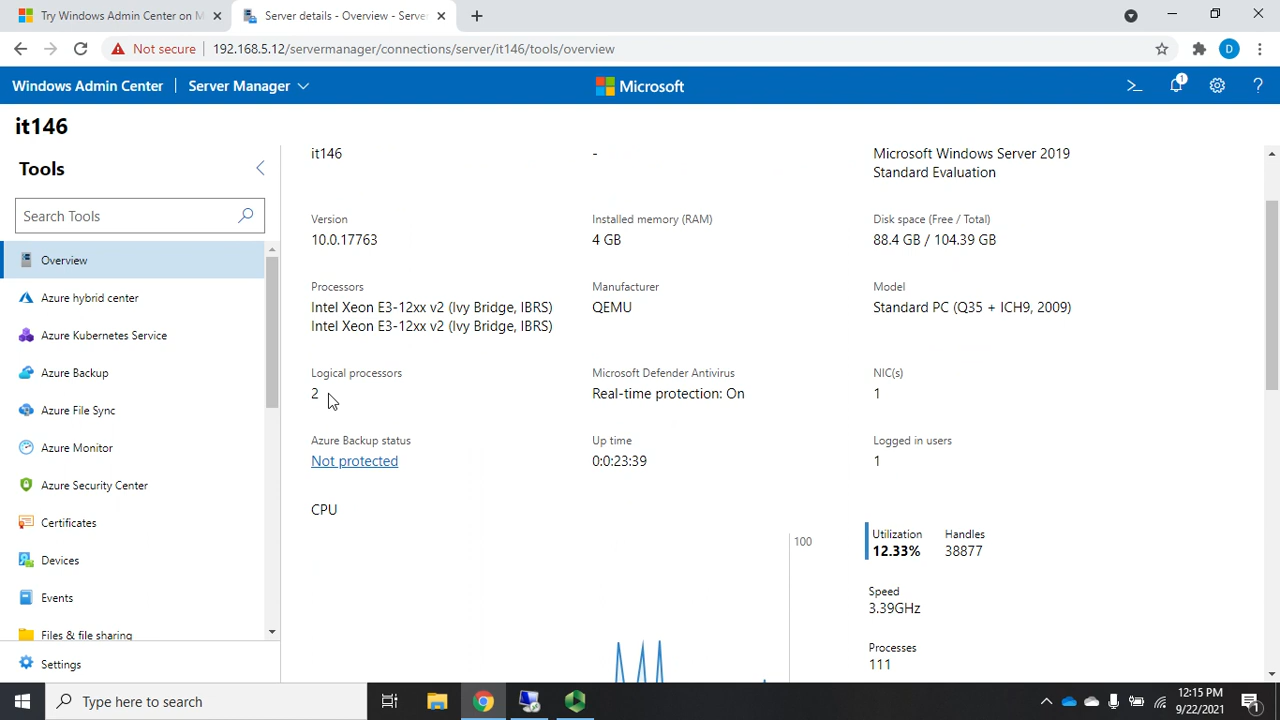 Try Windows Admin Center on M
Server details - Overview - Serve
Not secure
192.168.5.12/servermanager/connections/server/it146/tools/overview
D
Windows Admin Center
Server Manager
Microsoft
1
?
it146
Tools
Search Tools
Overview
Azure hybrid center
Azure Kubernetes Service
Azure Backup
Azure File Sync
Azure Monitor
Azure Security Center
Certificates
Devices
Events
Files & file sharing
Settings
it146
-
Microsoft Windows Server 2019
Standard Evaluation
Version
10.0.17763
Installed memory (RAM)
4 GB
Disk space (Free / Total)
88.4 GB / 104.39 GB
Processors
Intel Xeon E3-12xx v2 (Ivy Bridge, IBRS)
Intel Xeon E3-12xx v2 (Ivy Bridge, IBRS)
Manufacturer
QEMU
Model
Standard PC (Q35 + ICH9, 2009)
Logical processors
2
Microsoft Defender Antivirus
Real-time protection: On
NIC(s)
1
Azure Backup status
Not protected
Up time
0:0:23:39
Logged in users
1
CPU
100
Utilization
12.33%
Handles
38877
Speed
3.39GHz
Processes
111
Type here to search
12:15 PM
9/22/2021
1